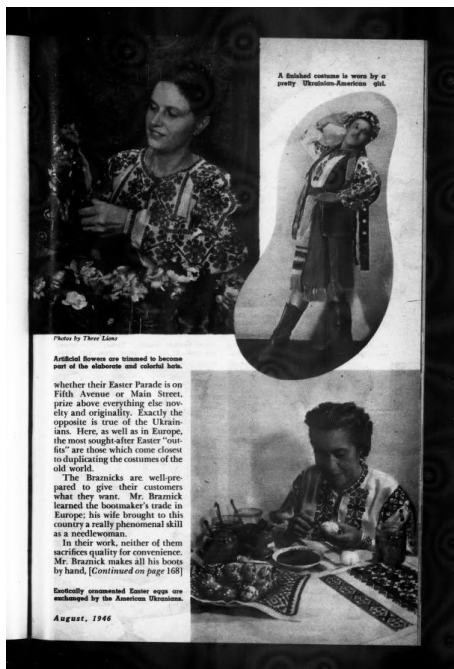 A finished costume is worn by a
pretty Ukrainian-American girl.
Photos by Three Lions
Artificial flowers are trimmed to become
part of the elaborate and colorful hats.
whether their Easter Parade is on
Fifth Avenue or Main Street,
prize above everything else nov-
elty and originality. Exactly the
opposite is true of the Ukrain-
ians. Here, as well as in Europe,
the most sought-after Easter "out-
fits" are those which come closest
to duplicating the costumes of the
old world.
The Braznicks are well-pre-
pared to give their customers
what they want. Mr. Braznick
learned the bootmaker's trade in
Europe; his wife brought to this
country a really phenomenal skill
as a needlewoman.
In their work, neither of them
sacrifices quality for convenience.
Mr. Braznick makes all his boots
by hand, [Continued on page 168]
Exotically ornamented Easter eggs are
exchanged by the American Ukranians.
August, 1946